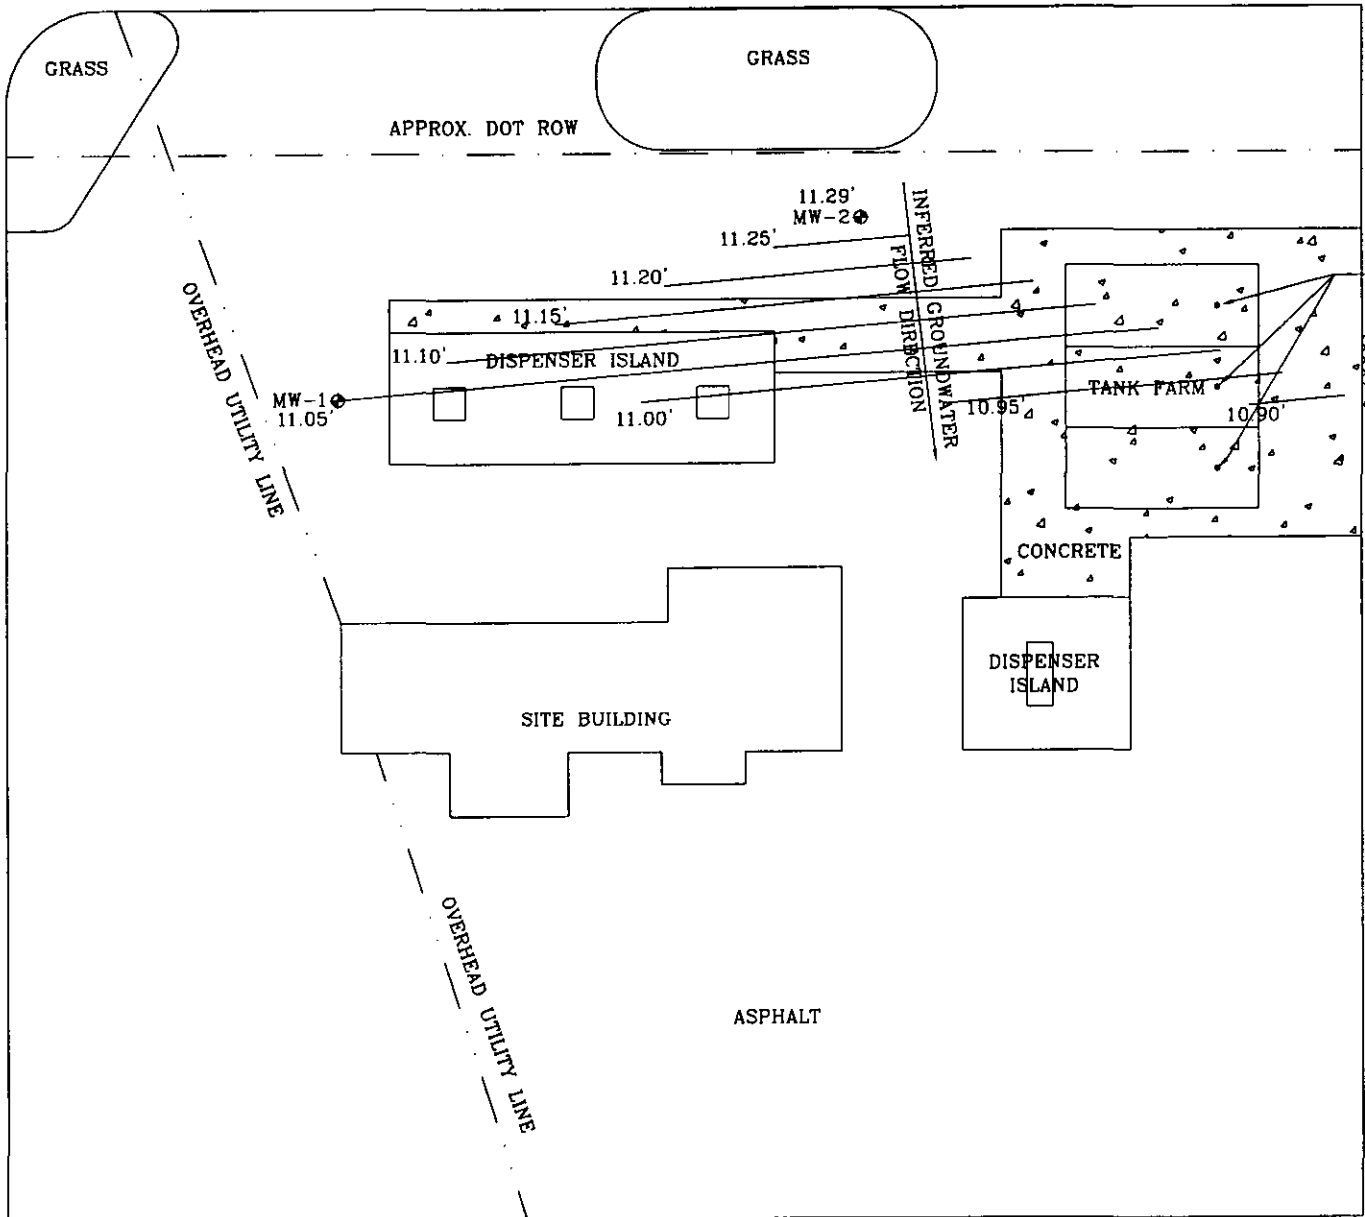 GRASS
GRASS
APPROX. DOT ROW
11.29'
MW-2
11.25'
INFERRED GROUNDWATER
FLOW DIRECTION
11.20'
OVERHEAD UTILITY LINE
11.15'
11.10'
DISPENSER ISLAND
TANK FARM
MW-1
11.05'
11.00'
10.95'
10.90'
CONCRETE
DISPENSER
ISLAND
SITE BUILDING
OVERHEAD UTILITY LINE
ASPHALT